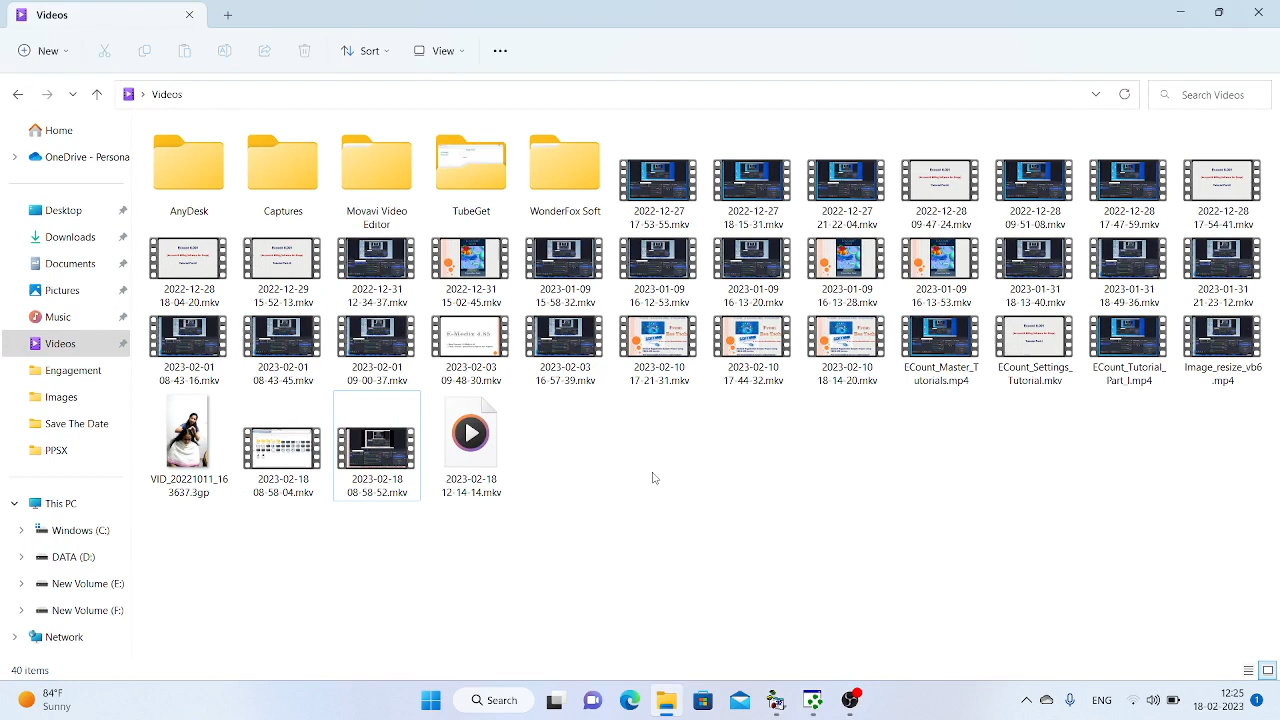 Videos
New
Sort
View
Videos
Search Videos
Home
OneDrive - Persona
Desktop
Downloads
Documents
Pictures
Music
Videos
Engagement
Images
Save The Date
PPSX
This PC
Windows (C:)
DATA (D:)
New Volume (E:)
New Volume (F:)
Network
AnyDesk
Captures
Movavi Video
Editor
TubeGet
WonderFox Soft
2022-12-27
17-53-55.mkv
2022-12-27
18-15-31.mkv
2022-12-27
21-22-04.mkv
2022-12-28
09-47-24.mkv
2022-12-28
09-51-08.mkv
2022-12-28
17-47-59.mkv
2022-12-28
17-54-41.mkv
2022-12-28
18-04-20.mkv
2022-12-29
15-52-13.mkv
2022-12-31
12-34-37.mkv
2022-12-31
15-02-45.mkv
2023-01-09
15-58-32.mkv
2023-01-09
16-12-53.mkv
2023-01-09
16-13-20.mkv
2023-01-09
16-13-28.mkv
2023-01-09
16-13-53.mkv
2023-01-31
18-13-40.mkv
2023-01-31
18-49-36.mkv
2023-01-31
21-23-12.mkv
2023-02-01
08-43-16.mkv
2023-02-01
08-43-45.mkv
2023-02-01
09-00-37.mkv
2023-02-03
09-48-30.mkv
2023-02-03
16-57-39.mkv
2023-02-10
17-21-31.mkv
2023-02-10
17-44-32.mkv
2023-02-10
18-14-20.mkv
ECount_Master_T
utorials.mp4
ECount_Settings_
Tutorial.mkv
ECount_Tutorial_
Part_I.mp4
Image_resize_vb6
.mp4
VID_20221011_16
3637.3gp
2023-02-18
08-58-04.mkv
2023-02-18
08-58-52.mkv
2023-02-18
12-14-14.mkv
40 items
84°F
Sunny
Search
ENG
12:25
18-02-2023
1